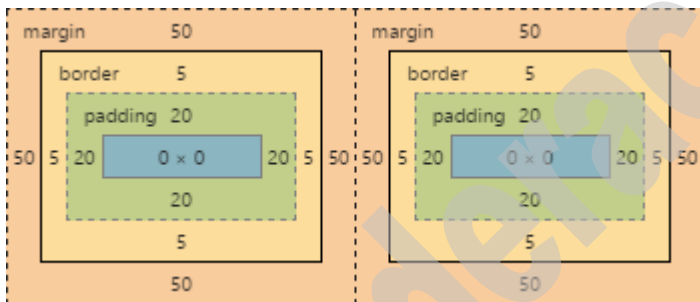 margin 50 margin 50
border 5 border 5
padding 20 padding 20
50 5 20 0 × 0 20 5 50 50 5 20 0 × 0 20 5 50
20 20
5 5
50 50